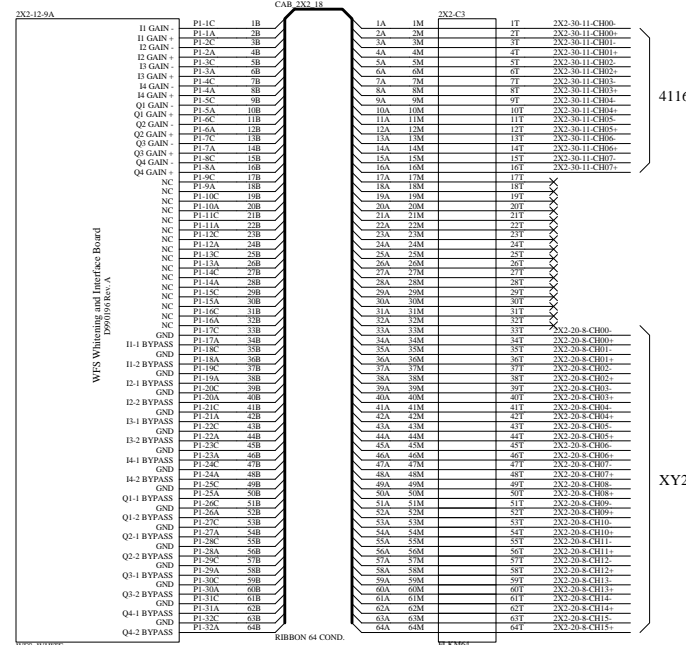 CAB_2X2_18
2X2-12-9A 2X2-C3
I1 GAIN - P1-1C 1B 1A 1M 1T 2X2-30-11-CH00-
I1 GAIN + P1-1A 2B 2A 2M 2T 2X2-30-11-CH00+
I2 GAIN - P1-2C 3B 3A 3M 3T 2X2-30-11-CH01-
I2 GAIN + P1-2A 4B 4A 4M 4T 2X2-30-11-CH01+
I3 GAIN - P1-3C 5B 5A 5M 5T 2X2-30-11-CH02-
I3 GAIN + P1-3A 6B 6A 6M 6T 2X2-30-11-CH02+
I4 GAIN - P1-4C 7B 7A 7M 7T 2X2-30-11-CH03-
I4 GAIN + P1-4A 8B 8A 8M 8T 2X2-30-11-CH03+
4116
Q1 GAIN - P1-5C 9B 9A 9M 9T 2X2-30-11-CH04-
Q1 GAIN + P1-5A 10B 10A 10M 10T 2X2-30-11-CH04+
Q2 GAIN - P1-6C 11B 11A 11M 11T 2X2-30-11-CH05-
Q2 GAIN + P1-6A 12B 12A 12M 12T 2X2-30-11-CH05+
Q3 GAIN - P1-7C 13B 13A 13M 13T 2X2-30-11-CH06-
Q3 GAIN + P1-7A 14B 14A 14M 14T 2X2-30-11-CH06+
Q4 GAIN - P1-8C 15B 15A 15M 15T 2X2-30-11-CH07-
Q4 GAIN + P1-8A 16B 16A 16M 16T 2X2-30-11-CH07+
NC P1-9C 17B 17A 17M 17T
NC P1-9A 18B 18A 18M 18T
NC P1-10C 19B 19A 19M 19T
NC P1-10A 20B 20A 20M 20T
NC P1-11C 21B 21A 21M 21T
NC P1-11A 22B 22A 22M 22T
NC P1-12C 23B 23A 23M 23T
NC P1-12A 24B 24A 24M 24T
NC P1-13C 25B 25A 25M 25T
NC P1-13A 26B 26A 26M 26T
NC P1-14C 27B 27A 27M 27T
NC P1-14A 28B 28A 28M 28T
NC P1-15C 29B 29A 29M 29T
NC P1-15A 30B 30A 30M 30T
NC P1-16C 31B 31A 31M 31T
NC P1-16A 32B 32A 32M 32T
WFS Whitening and Interface Board
D990196 Rev. A
GND P1-17C 33B 33A 33M 33T 2X2-20-8-CH00-
I1-1 BYPASS P1-17A 34B 34A 34M 34T 2X2-20-8-CH00+
GND P1-18C 35B 35A 35M 35T 2X2-20-8-CH01-
I1-2 BYPASS P1-18A 36B 36A 36M 36T 2X2-20-8-CH01+
GND P1-19C 37B 37A 37M 37T 2X2-20-8-CH02-
I2-1 BYPASS P1-19A 38B 38A 38M 38T 2X2-20-8-CH02+
GND P1-20C 39B 39A 39M 39T 2X2-20-8-CH03-
I2-2 BYPASS P1-20A 40B 40A 40M 40T 2X2-20-8-CH03+
GND P1-21C 41B 41A 41M 41T 2X2-20-8-CH04-
I3-1 BYPASS P1-21A 42B 42A 42M 42T 2X2-20-8-CH04+
GND P1-22C 43B 43A 43M 43T 2X2-20-8-CH05-
I3-2 BYPASS P1-22A 44B 44A 44M 44T 2X2-20-8-CH05+
GND P1-23C 45B 45A 45M 45T 2X2-20-8-CH06-
I4-1 BYPASS P1-23A 46B 46A 46M 46T 2X2-20-8-CH06+
GND P1-24C 47B 47A 47M 47T 2X2-20-8-CH07-
I4-2 BYPASS P1-24A 48B 48A 48M 48T 2X2-20-8-CH07+
XY2
GND P1-25C 49B 49A 49M 49T 2X2-20-8-CH08-
Q1-1 BYPASS P1-25A 50B 50A 50M 50T 2X2-20-8-CH08+
GND P1-26C 51B 51A 51M 51T 2X2-20-8-CH09-
Q1-2 BYPASS P1-26A 52B 52A 52M 52T 2X2-20-8-CH09+
GND P1-27C 53B 53A 53M 53T 2X2-20-8-CH10-
Q2-1 BYPASS P1-27A 54B 54A 54M 54T 2X2-20-8-CH10+
GND P1-28C 55B 55A 55M 55T 2X2-20-8-CH11-
Q2-2 BYPASS P1-28A 56B 56A 56M 56T 2X2-20-8-CH11+
GND P1-29C 57B 57A 57M 57T 2X2-20-8-CH12-
Q3-1 BYPASS P1-29A 58B 58A 58M 58T 2X2-20-8-CH12+
GND P1-30C 59B 59A 59M 59T 2X2-20-8-CH13-
Q3-2 BYPASS P1-30A 60B 60A 60M 60T 2X2-20-8-CH13+
GND P1-31C 61B 61A 61M 61T 2X2-20-8-CH14-
Q4-1 BYPASS P1-31A 62B 62A 62M 62T 2X2-20-8-CH14+
GND P1-32C 63B 63A 63M 63T 2X2-20-8-CH15-
Q4-2 BYPASS P1-32A 64B 64A 64M 64T 2X2-20-8-CH15+
RIBBON 64 COND.